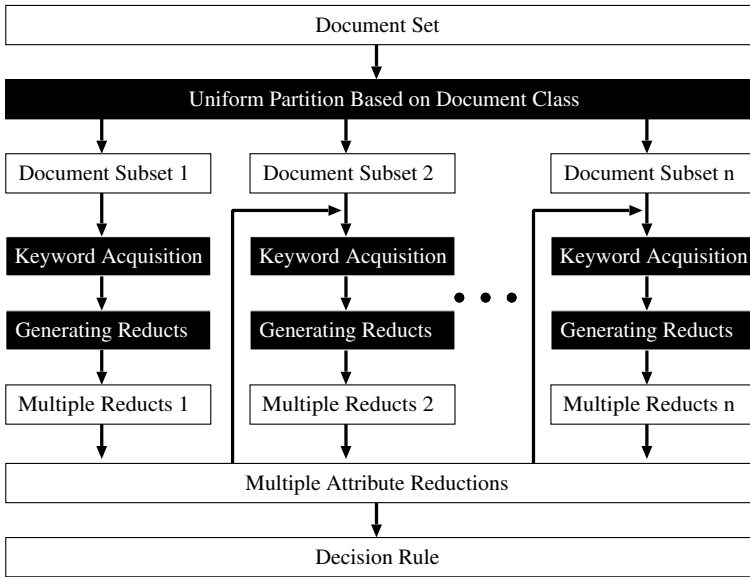 Document Set
Uniform Partition Based on Document Class
Document Subset 1
Document Subset 2
Document Subset n
Keyword Acquisition
Keyword Acquisition
Keyword Acquisition
Generating Reducts
Generating Reducts
Generating Reducts
Multiple Reducts 1
Multiple Reducts 2
Multiple Reducts n
Multiple Attribute Reductions
Decision Rule